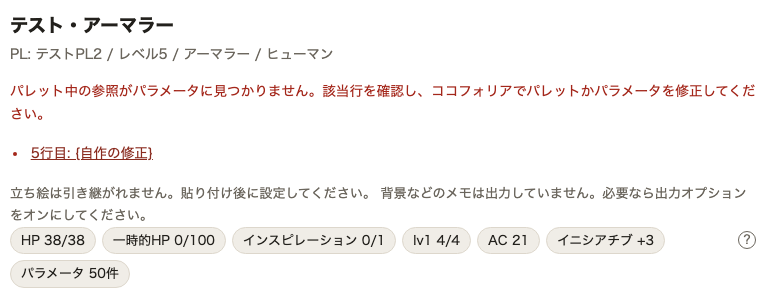 テスト・アーマラー
PL: テストPL2 / レベル5 / アーマラー / ヒューマン
パレット中の参照がパラメータに見つかりません。該当行を確認し、ココフォリアでパレットかパラメータを修正してくだ
さい。
• 5行目: {自作の修正}
立ち絵は引き継がれません。貼り付け後に設定してください。 背景などのメモは出力していません。必要なら出力オプション
をオンにしてください。
HP 38/38 一時的HP 0/100 インスピレーション 0/1 lv1 4/4 AC 21 イニシアチブ +3 ?
パラメータ 50件